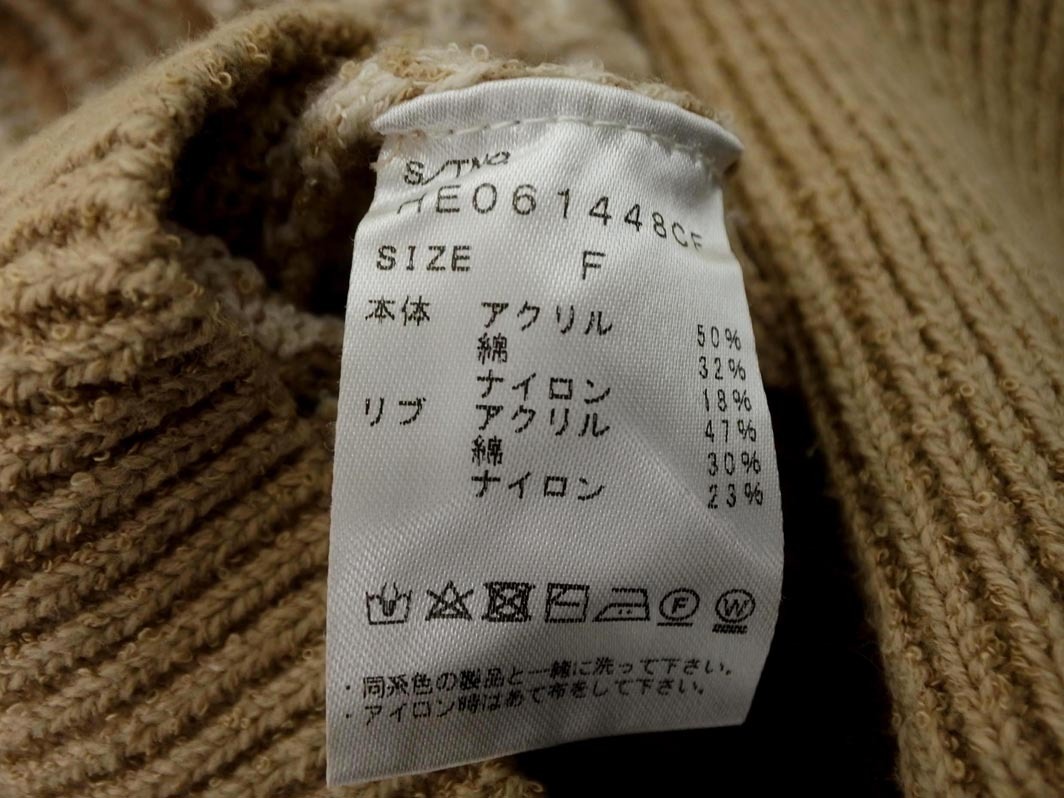 E061448C
SIZE F
本体 アクリル 50%
綿 32%
ナイロン 18%
リブ アクリル 47%
綿 30%
ナイロン 23%
F W
・同系色の製品と一緒に洗って下さい。
・アイロン時はあて布をして下さい。